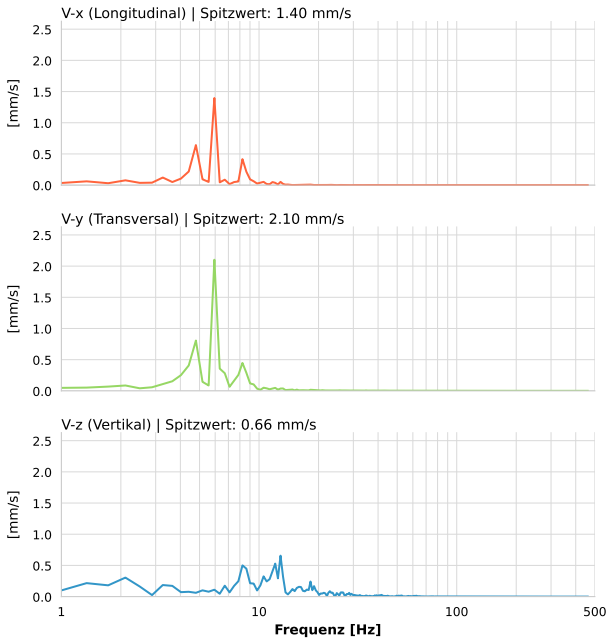 V-x (Longitudinal) | Spitzwert: 1.40 mm/s
2.5
2.0
1.5
1.0
0.5
0.0
[mm/s]
V-y (Transversal) | Spitzwert: 2.10 mm/s
2.5
2.0
1.5
1.0
0.5
0.0
[mm/s]
V-z (Vertikal) | Spitzwert: 0.66 mm/s
2.5
2.0
1.5
1.0
0.5
0.0
[mm/s]
1 10 100 500
Frequenz [Hz]